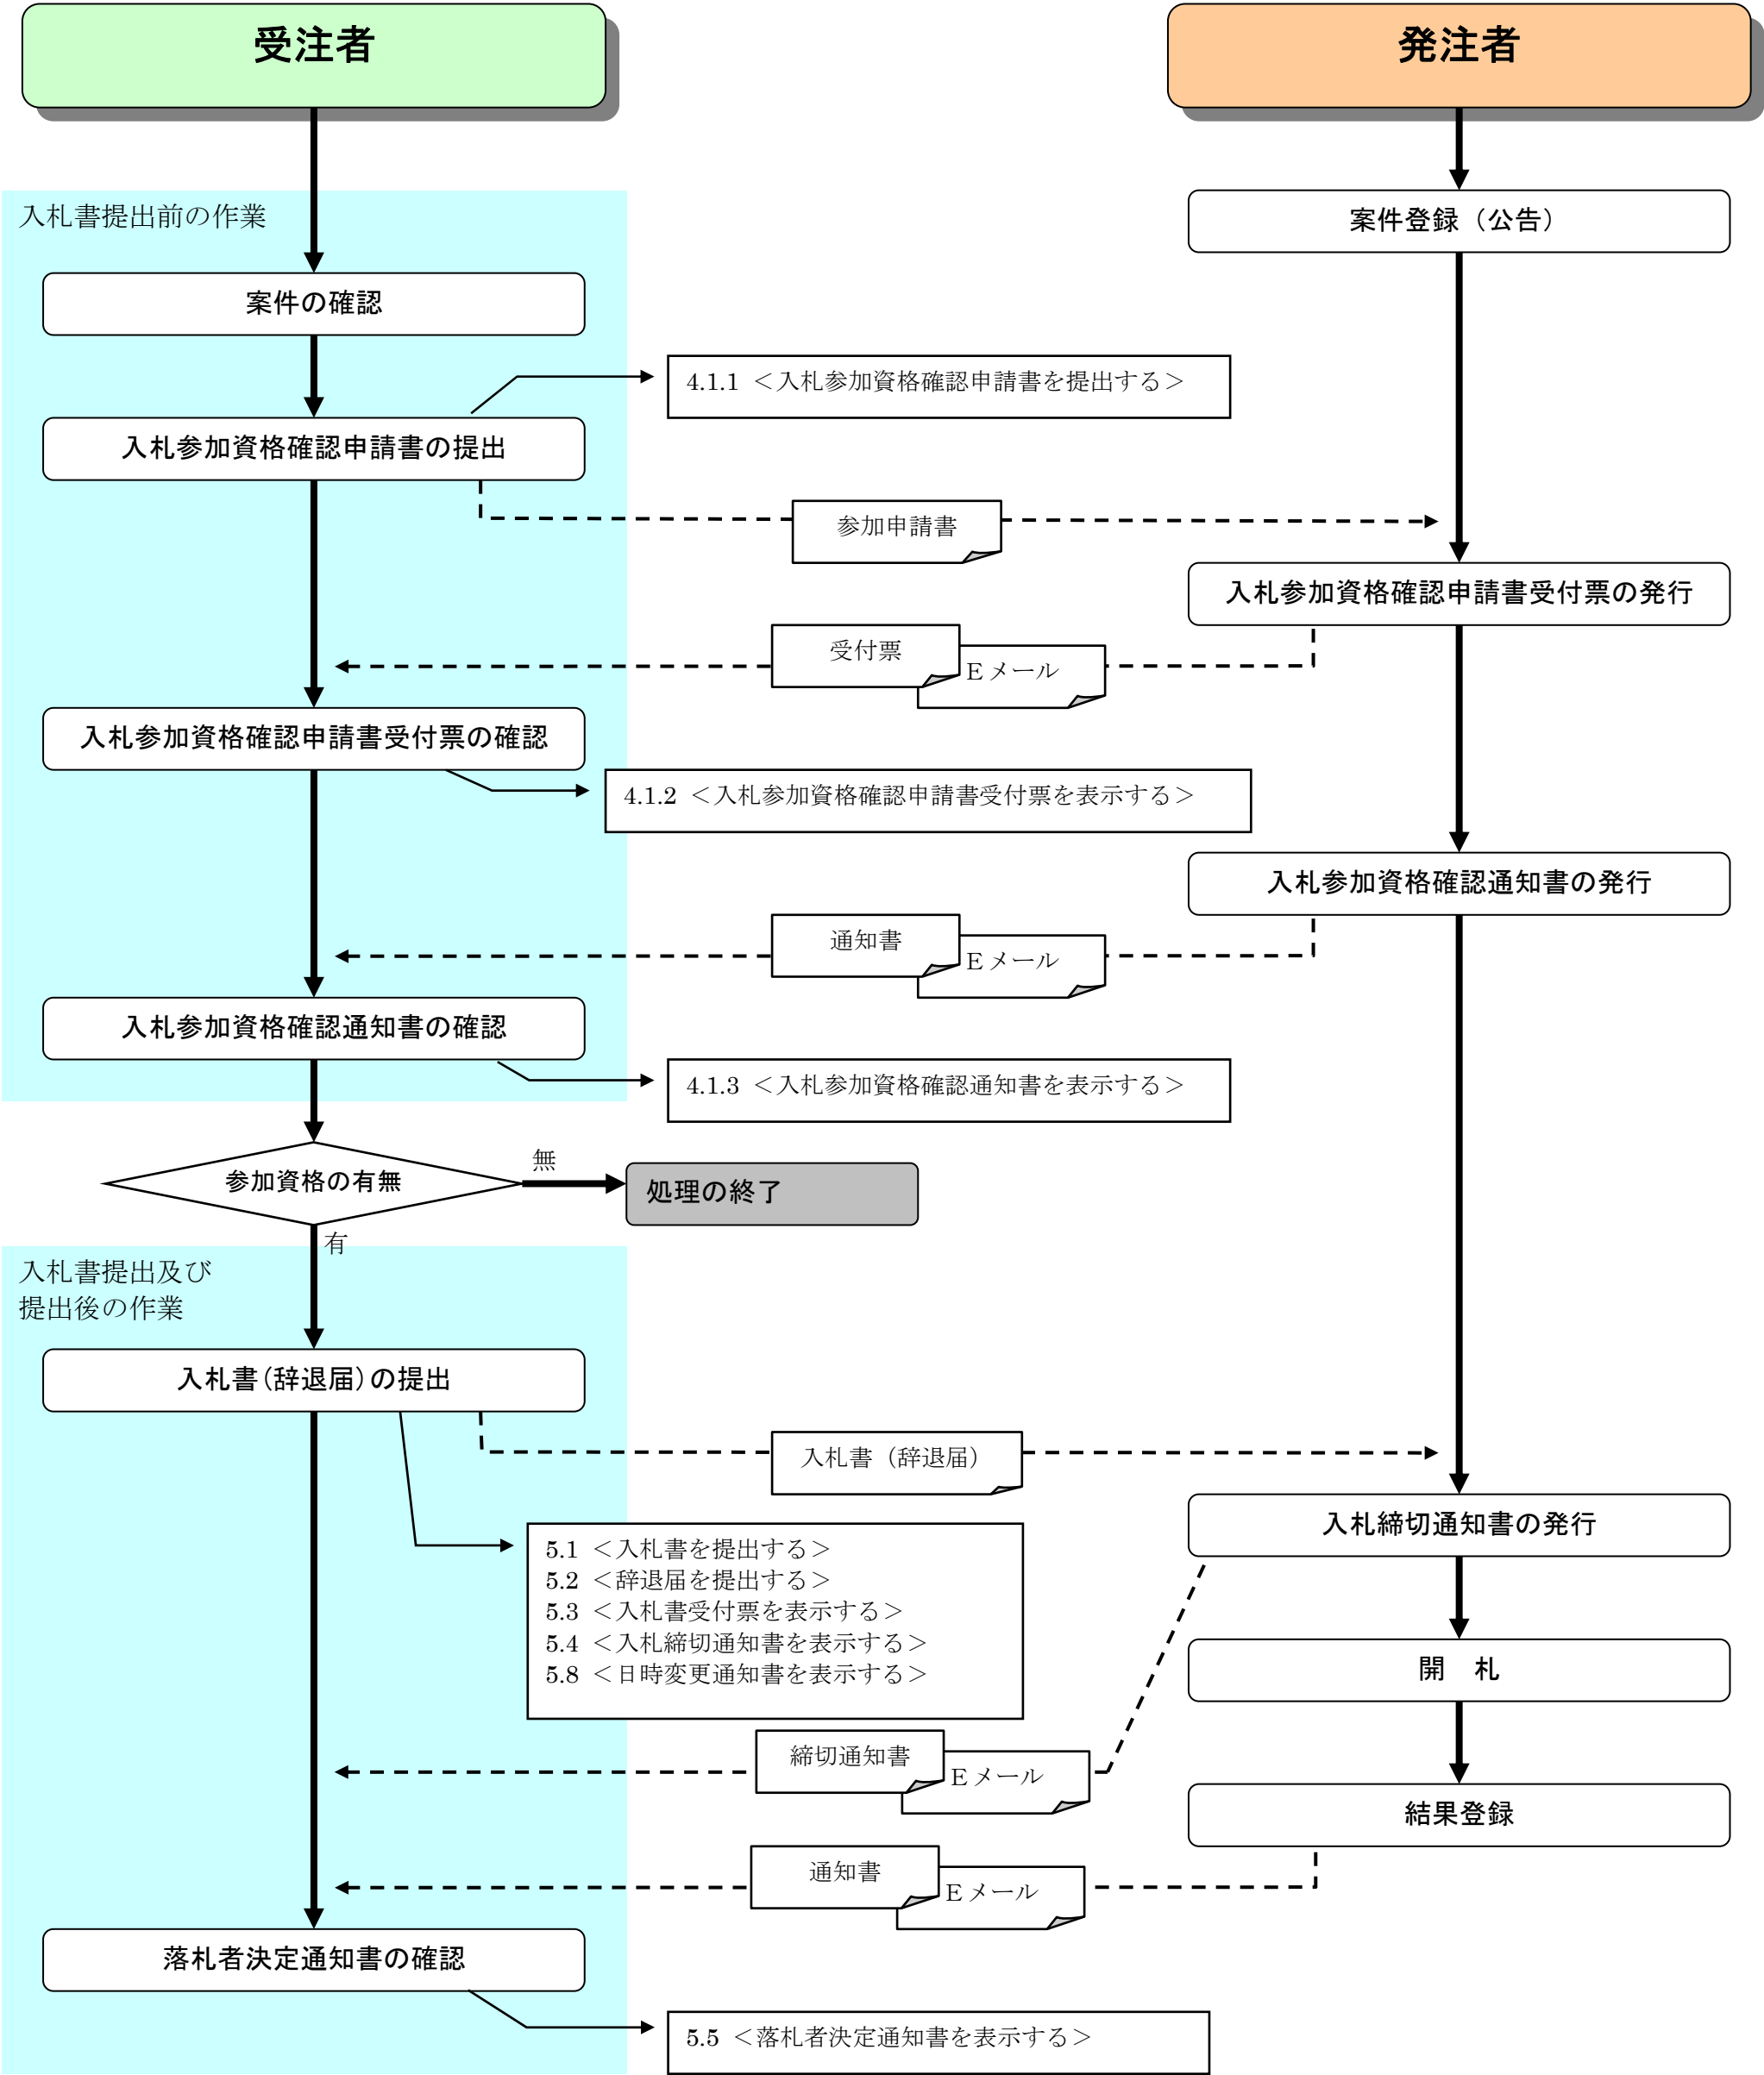 受注者
発注者
入札書提出前の作業
案件登録（公告）
案件の確認
4.1.1 ＜入札参加資格確認申請書を提出する＞
入札参加資格確認申請書の提出
参加申請書
入札参加資格確認申請書受付票の発行
受付票
Eメール
入札参加資格確認申請書受付票の確認
4.1.2 ＜入札参加資格確認申請書受付票を表示する＞
入札参加資格確認通知書の発行
通知書
Eメール
入札参加資格確認通知書の確認
4.1.3 ＜入札参加資格確認通知書を表示する＞
参加資格の有無
無
処理の終了
有
入札書提出及び
提出後の作業
入札書(辞退届)の提出
入札書（辞退届）
入札締切通知書の発行
5.1 ＜入札書を提出する＞
5.2 ＜辞退届を提出する＞
5.3 ＜入札書受付票を表示する＞
5.4 ＜入札締切通知書を表示する＞
5.8 ＜日時変更通知書を表示する＞
開　札
締切通知書
Eメール
結果登録
通知書
Eメール
落札者決定通知書の確認
5.5 ＜落札者決定通知書を表示する＞